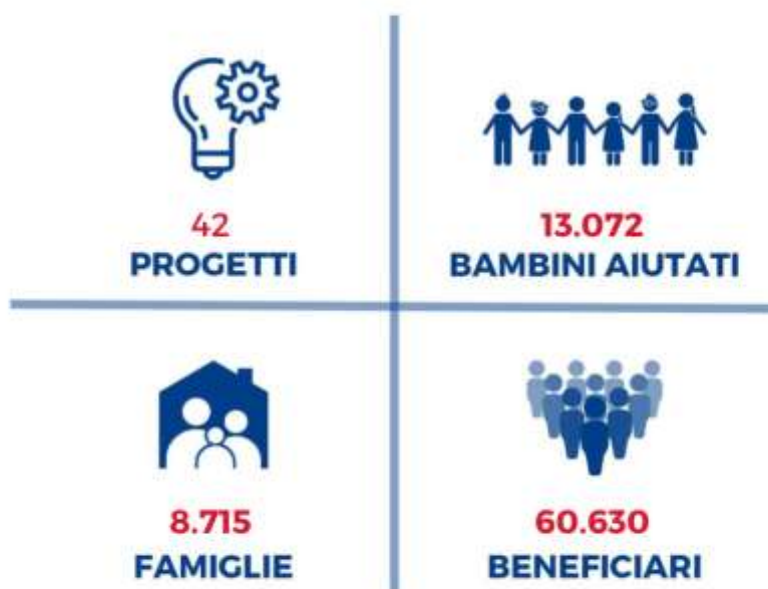 42
PROGETTI
13.072
BAMBINI AIUTATI
8.715
FAMIGLIE
60.630
BENEFICIARI